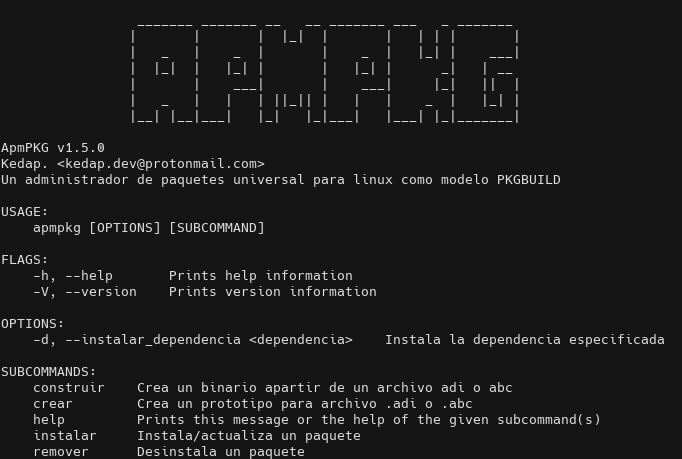 APMPKG
ApmPKG v1.5.0
Kedap. <kedap.dev@protonmail.com>
Un administrador de paquetes universal para linux como modelo PKGBUILD
USAGE:
apmpkg [OPTIONS] [SUBCOMMAND]
FLAGS:
-h, --help Prints help information
-V, --version Prints version information
OPTIONS:
-d, --instalar_dependencia <dependencia> Instala la dependencia especificada
SUBCOMMANDS:
construir Crea un binario apartir de un archivo adi o abc
crear Crea un prototipo para archivo .adi o .abc
help Prints this message or the help of the given subcommand(s)
instalar Instala/actualiza un paquete
remover Desinstala un paquete